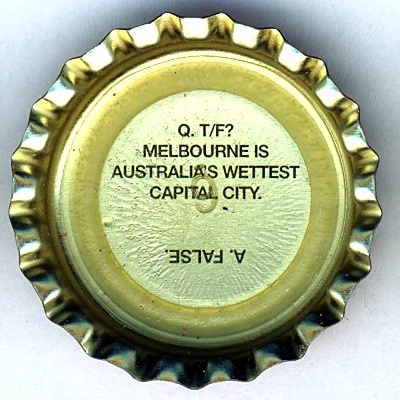 Q. T/F?
MELBOURNE IS
AUSTRALIA'S WETTEST
CAPITAL CITY.
A. FALSE.